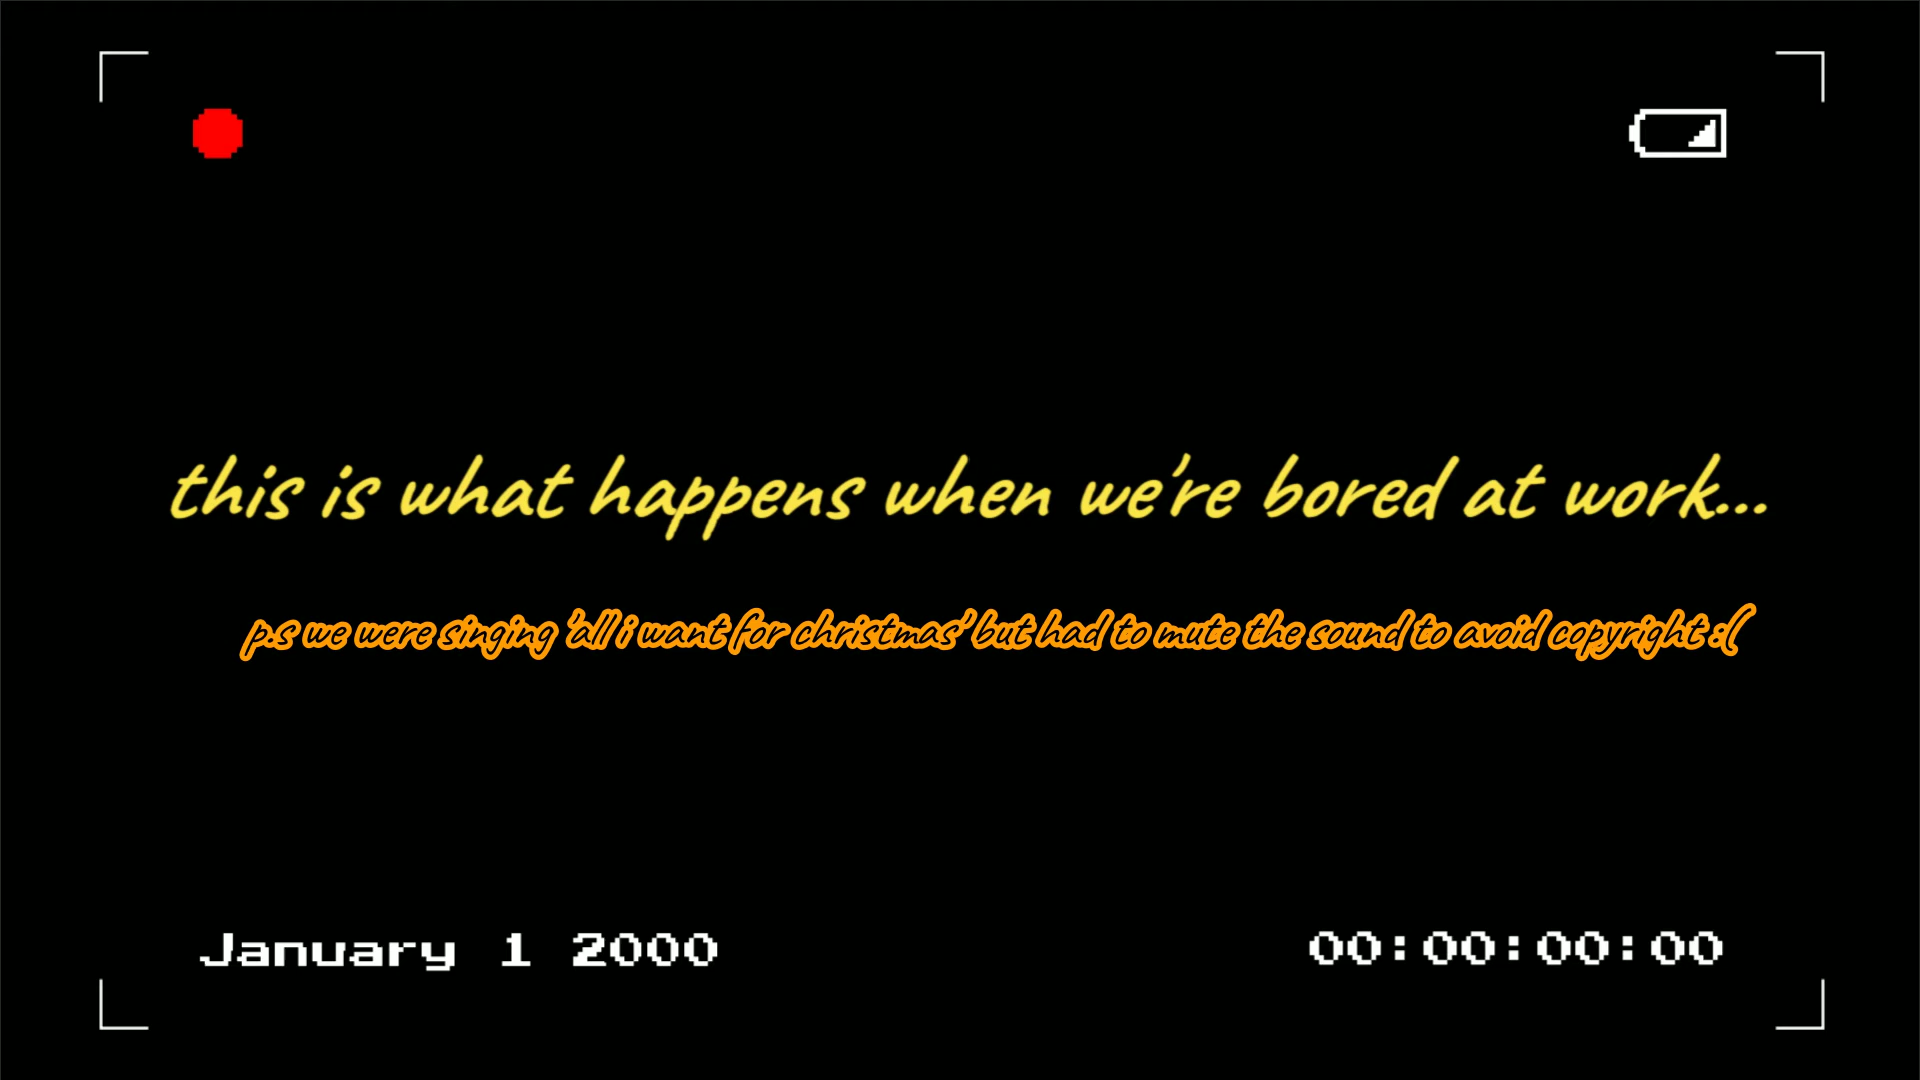 this is what happens when we're bored at work...
p.s we were singing 'all i want for christmas' but had to mute the sound to avoid copyright :(
January 1 2000
00:00:00:00